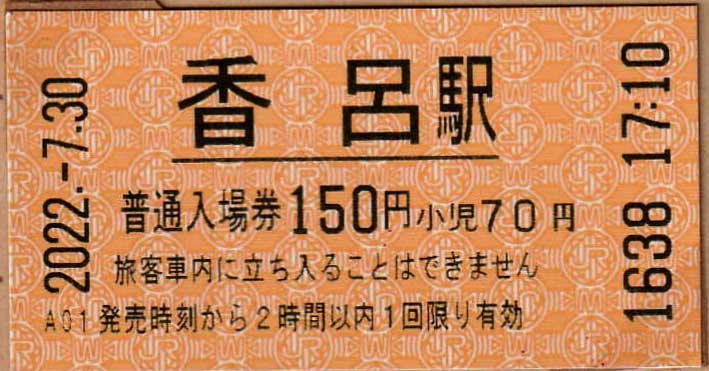 香呂駅
普通入場券150円小児70円
旅客車内に立ち入ることはできません
A01 発売時刻から2時間以内1回限り有効
2022.-7.30
1638 17:10